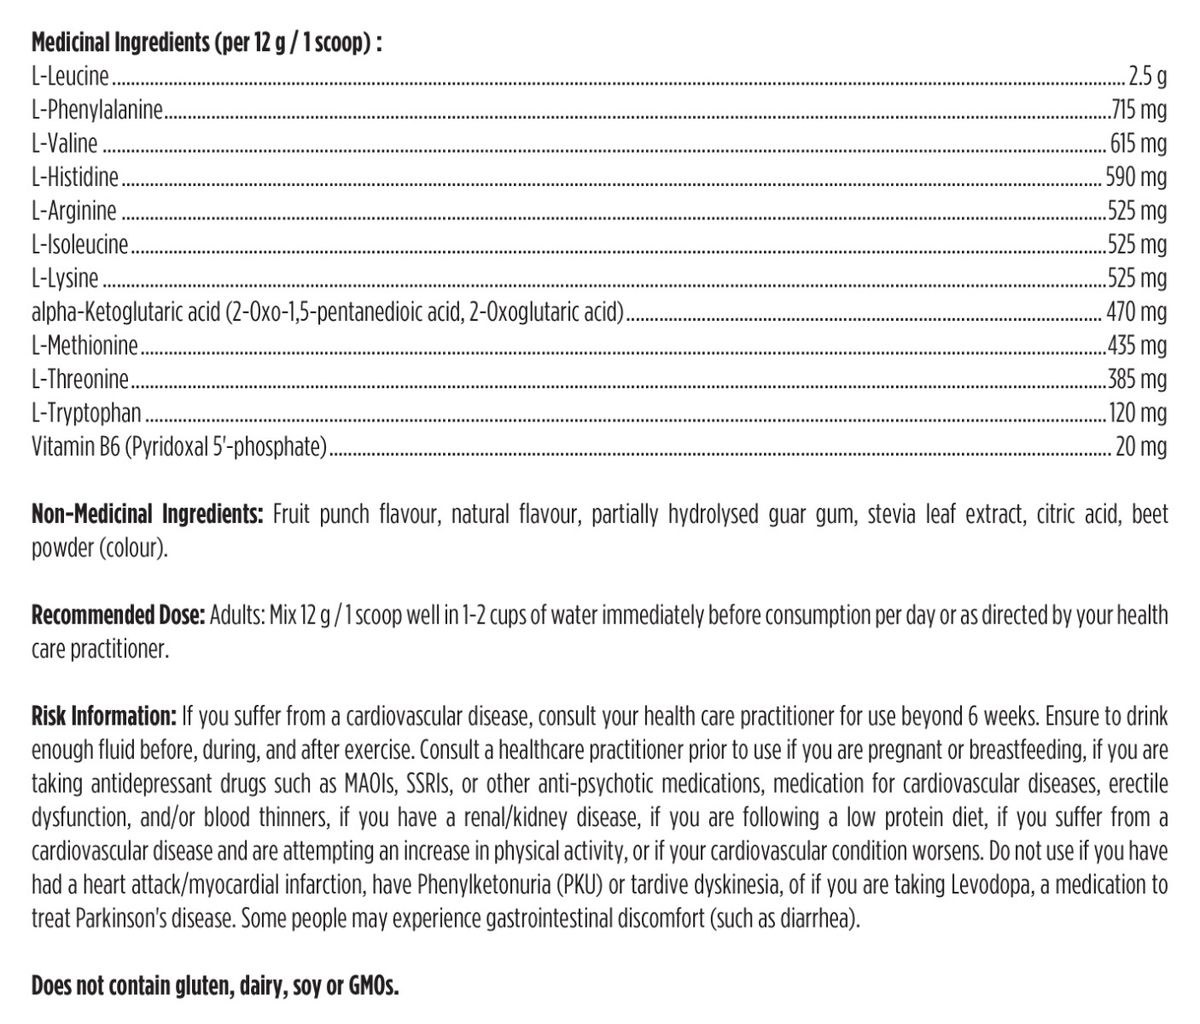 Medicinal Ingredients (per 12 g / 1 scoop) :
L-Leucine 2.5 g
L-Phenylalanine 715 mg
L-Valine 615 mg
L-Histidine 590 mg
L-Arginine 525 mg
L-Isoleucine 525 mg
L-Lysine 525 mg
alpha-Ketoglutaric acid (2-Oxo-1,5-pentanedioic acid, 2-Oxoglutaric acid) 470 mg
L-Methionine 435 mg
L-Threonine 385 mg
L-Tryptophan 120 mg
Vitamin B6 (Pyridoxal 5'-phosphate) 20 mg
Non-Medicinal Ingredients: Fruit punch flavour, natural flavour, partially hydrolysed guar gum, stevia leaf extract, citric acid, beet
powder (colour).
Recommended Dose: Adults: Mix 12 g / 1 scoop well in 1-2 cups of water immediately before consumption per day or as directed by your health
care practitioner.
Risk Information: If you suffer from a cardiovascular disease, consult your health care practitioner for use beyond 6 weeks. Ensure to drink
enough fluid before, during, and after exercise. Consult a healthcare practitioner prior to use if you are pregnant or breastfeeding, if you are
taking antidepressant drugs such as MAOIs, SSRIs, or other anti-psychotic medications, medication for cardiovascular diseases, erectile
dysfunction, and/or blood thinners, if you have a renal/kidney disease, if you are following a low protein diet, if you suffer from a
cardiovascular disease and are attempting an increase in physical activity, or if your cardiovascular condition worsens. Do not use if you have
had a heart attack/myocardial infarction, have Phenylketonuria (PKU) or tardive dyskinesia, of if you are taking Levodopa, a medication to
treat Parkinson's disease. Some people may experience gastrointestinal discomfort (such as diarrhea).
Does not contain gluten, dairy, soy or GMOs.